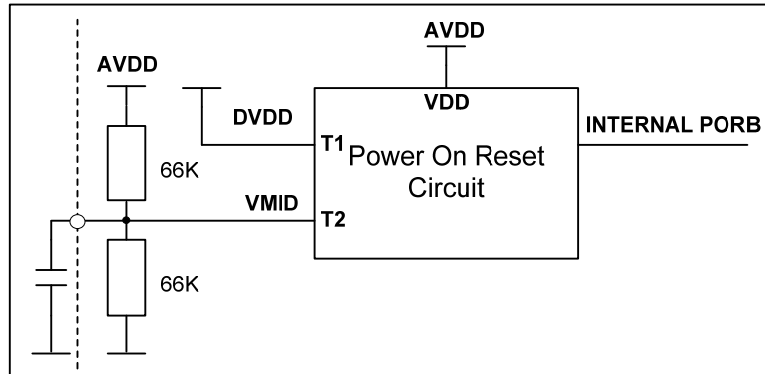 AVDD
AVDD
VDD
DVDD
T1
INTERNAL PORB
Power On Reset
Circuit
66K
VMID
T2
66K